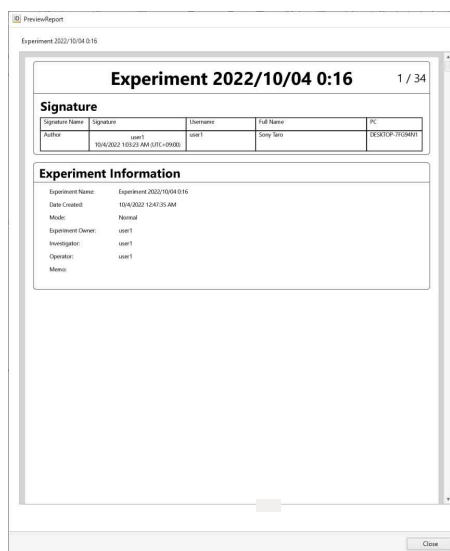 PreviewReport
Experiment 2022/10/04 0:16
Experiment 2022/10/04 0:16 1 / 34
Signature
Signature Name Signature Username Full Name PC
Author user1 user1 Sony Taro DESKTOP-7FG94N1
10/4/2022 1:03:23 AM (UTC+09:00)
Experiment Information
Experiment Name: Experiment 2022/10/04 0:16
Date Created: 10/4/2022 12:47:35 AM
Mode: Normal
Experiment Owner: user1
Investigator: user1
Operator: user1
Memo:
Close